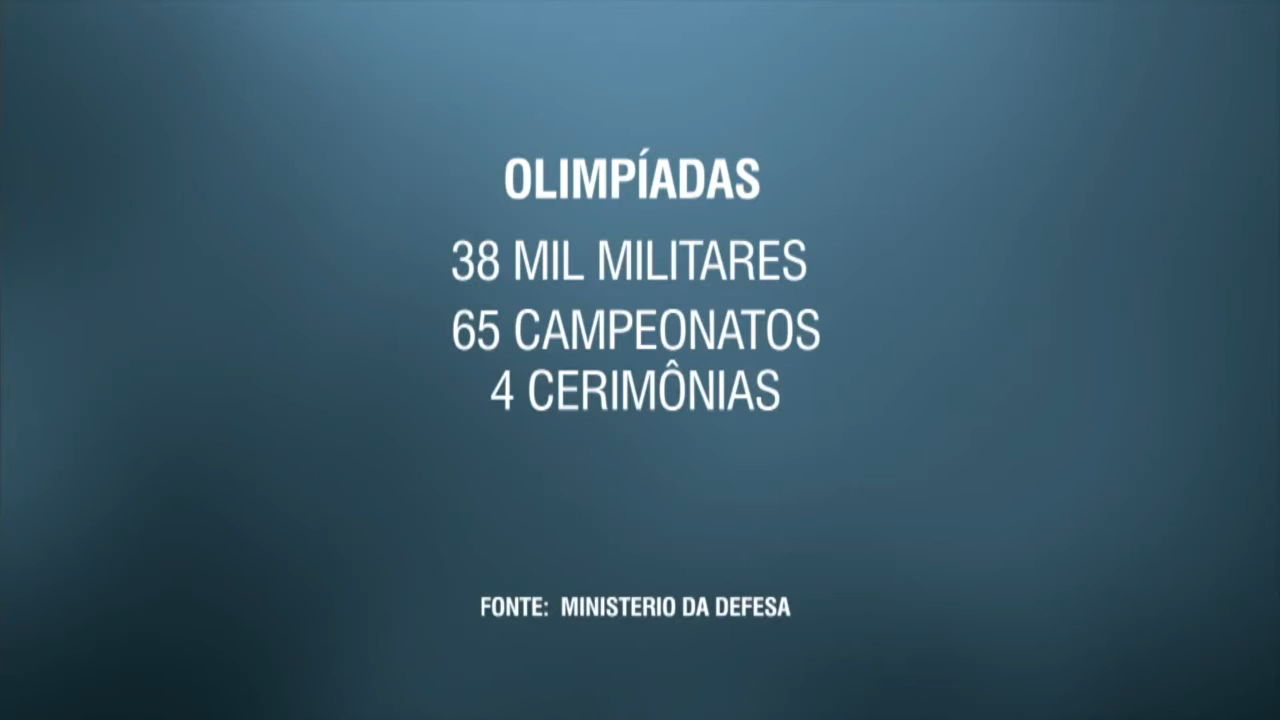 OLIMPÍADAS
38 MIL MILITARES
65 CAMPEONATOS
4 CERIMÔNIAS
FONTE: MINISTERIO DA DEFESA